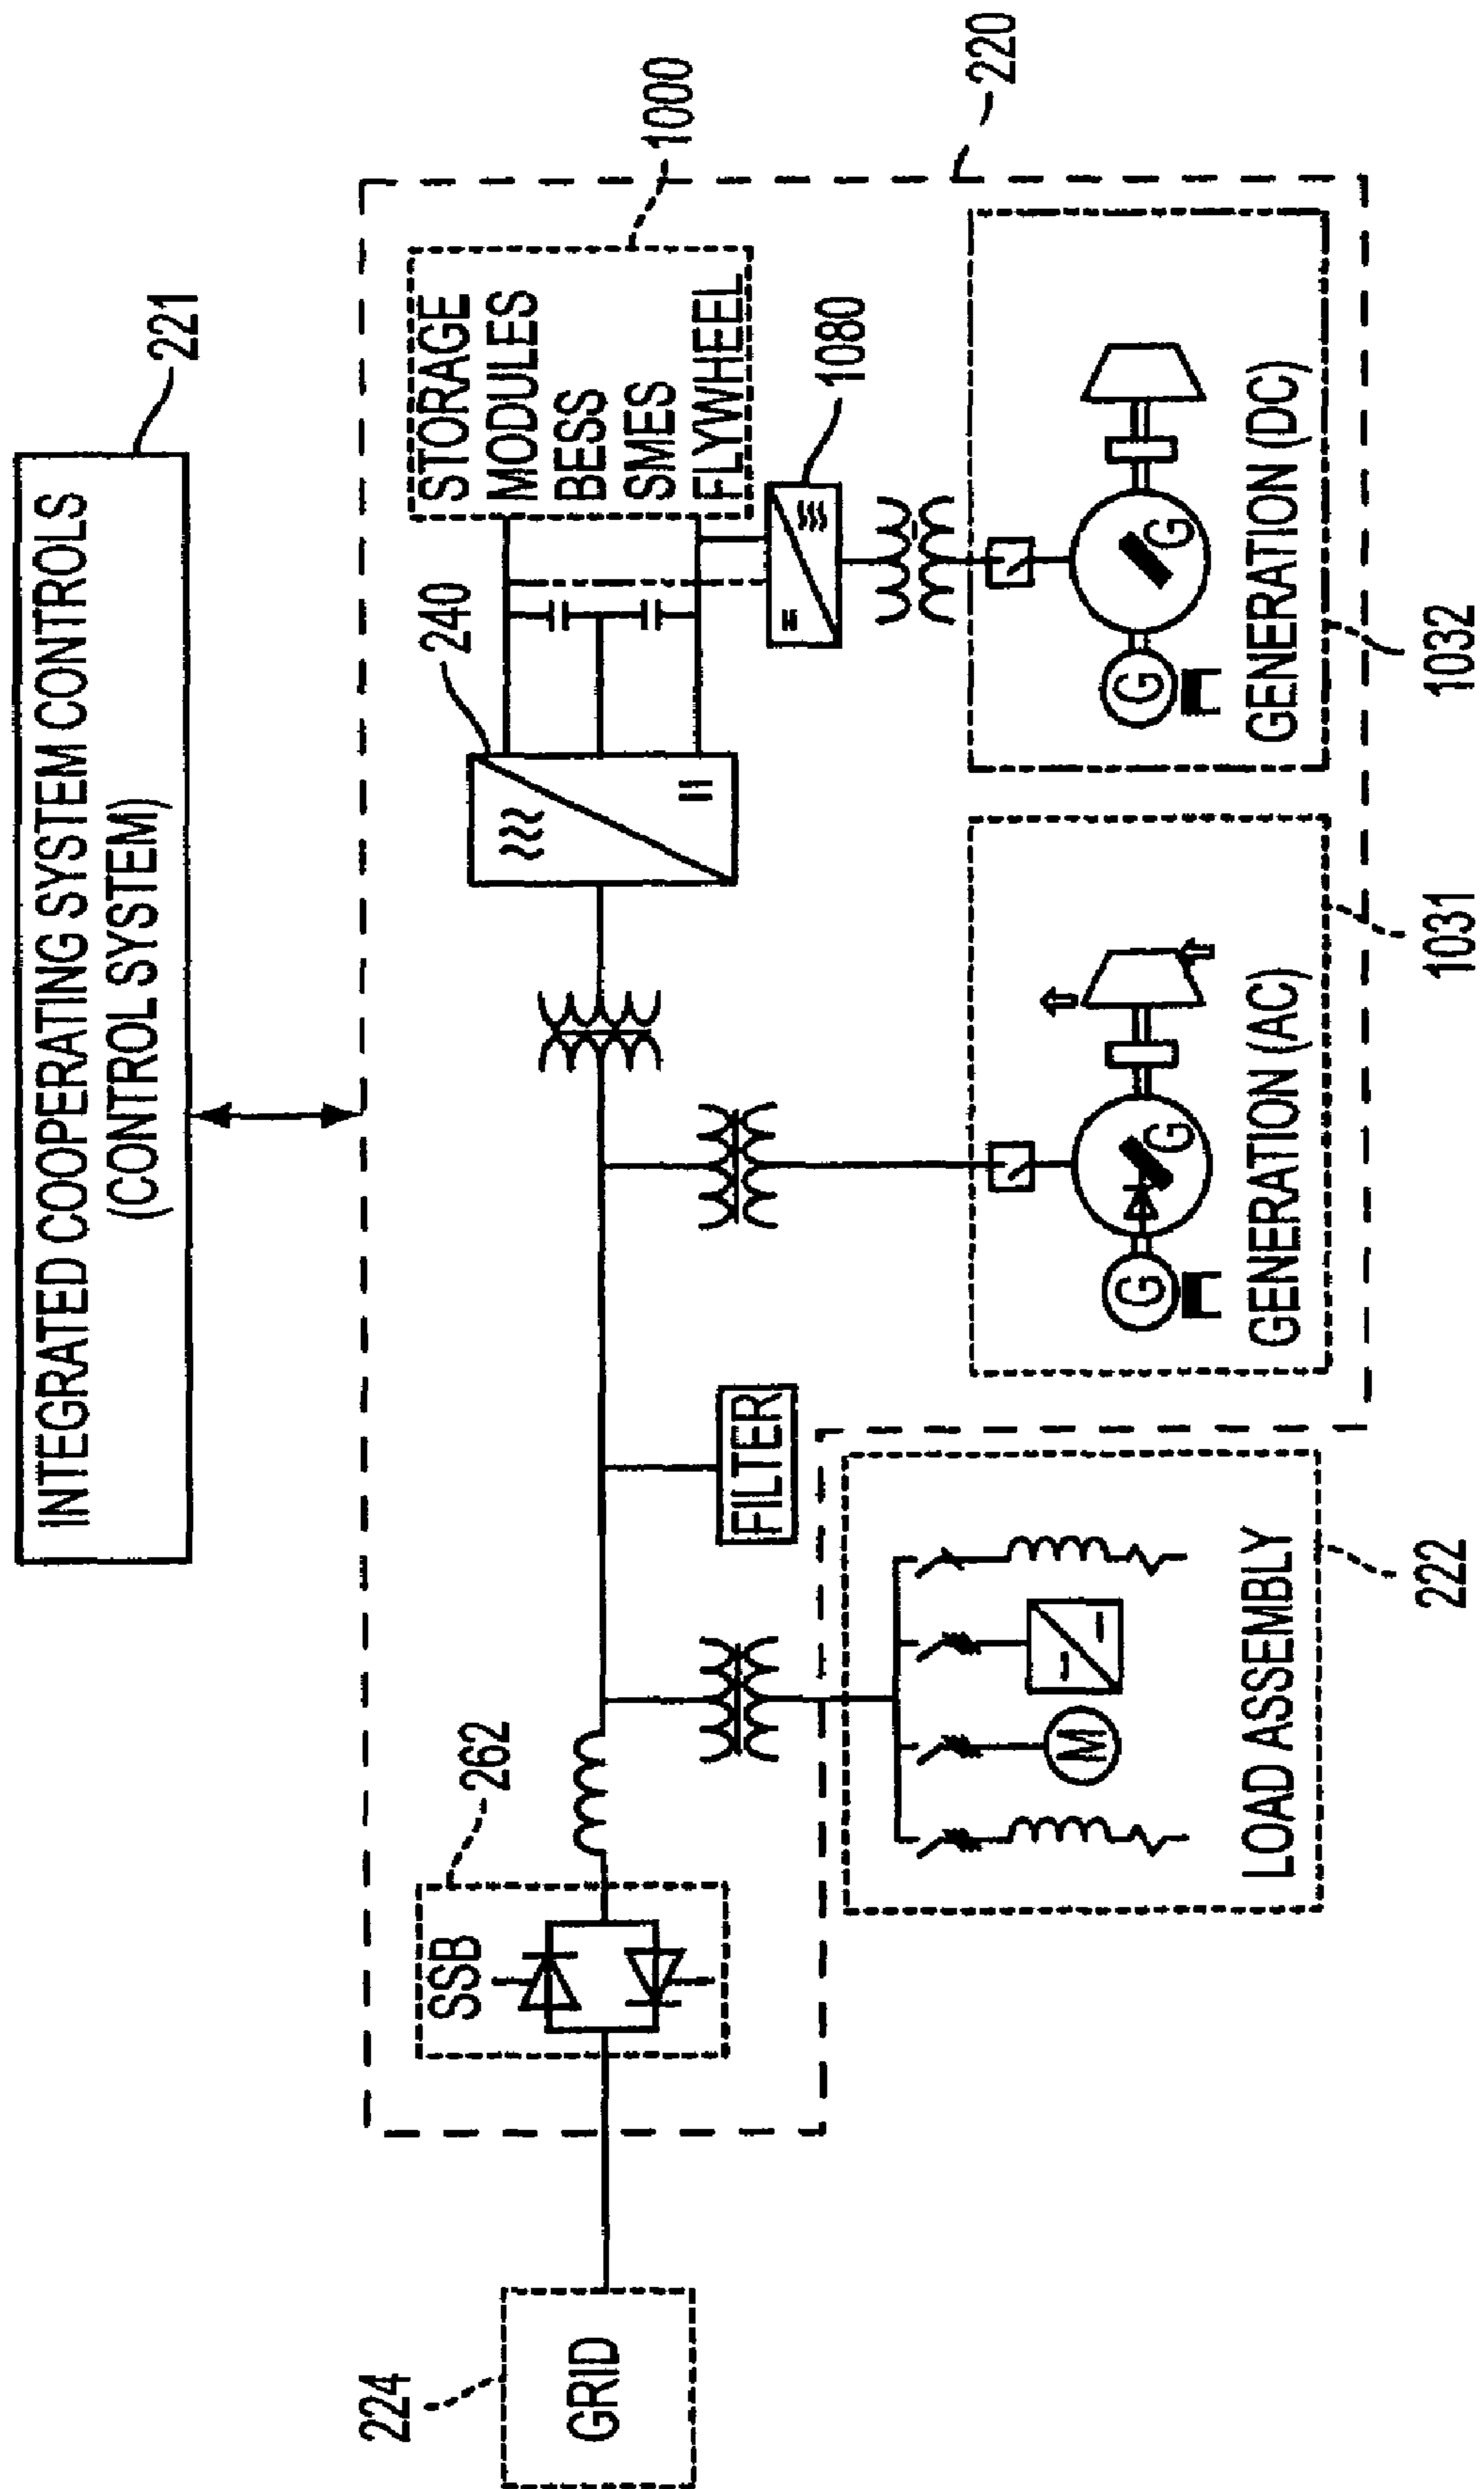 INTEGRATED COOPERATING SYSTEM CONTROLS
(CONTROL SYSTEM)
221
224
GRID
262
SSB
240
STORAGE
MODULES
BESS
SMES
FLYWHEEL
1000
220
1080
FILTER
M
LOAD ASSEMBLY
222
G
G
GENERATION (AC)
1031
G
G
GENERATION (DC)
1032